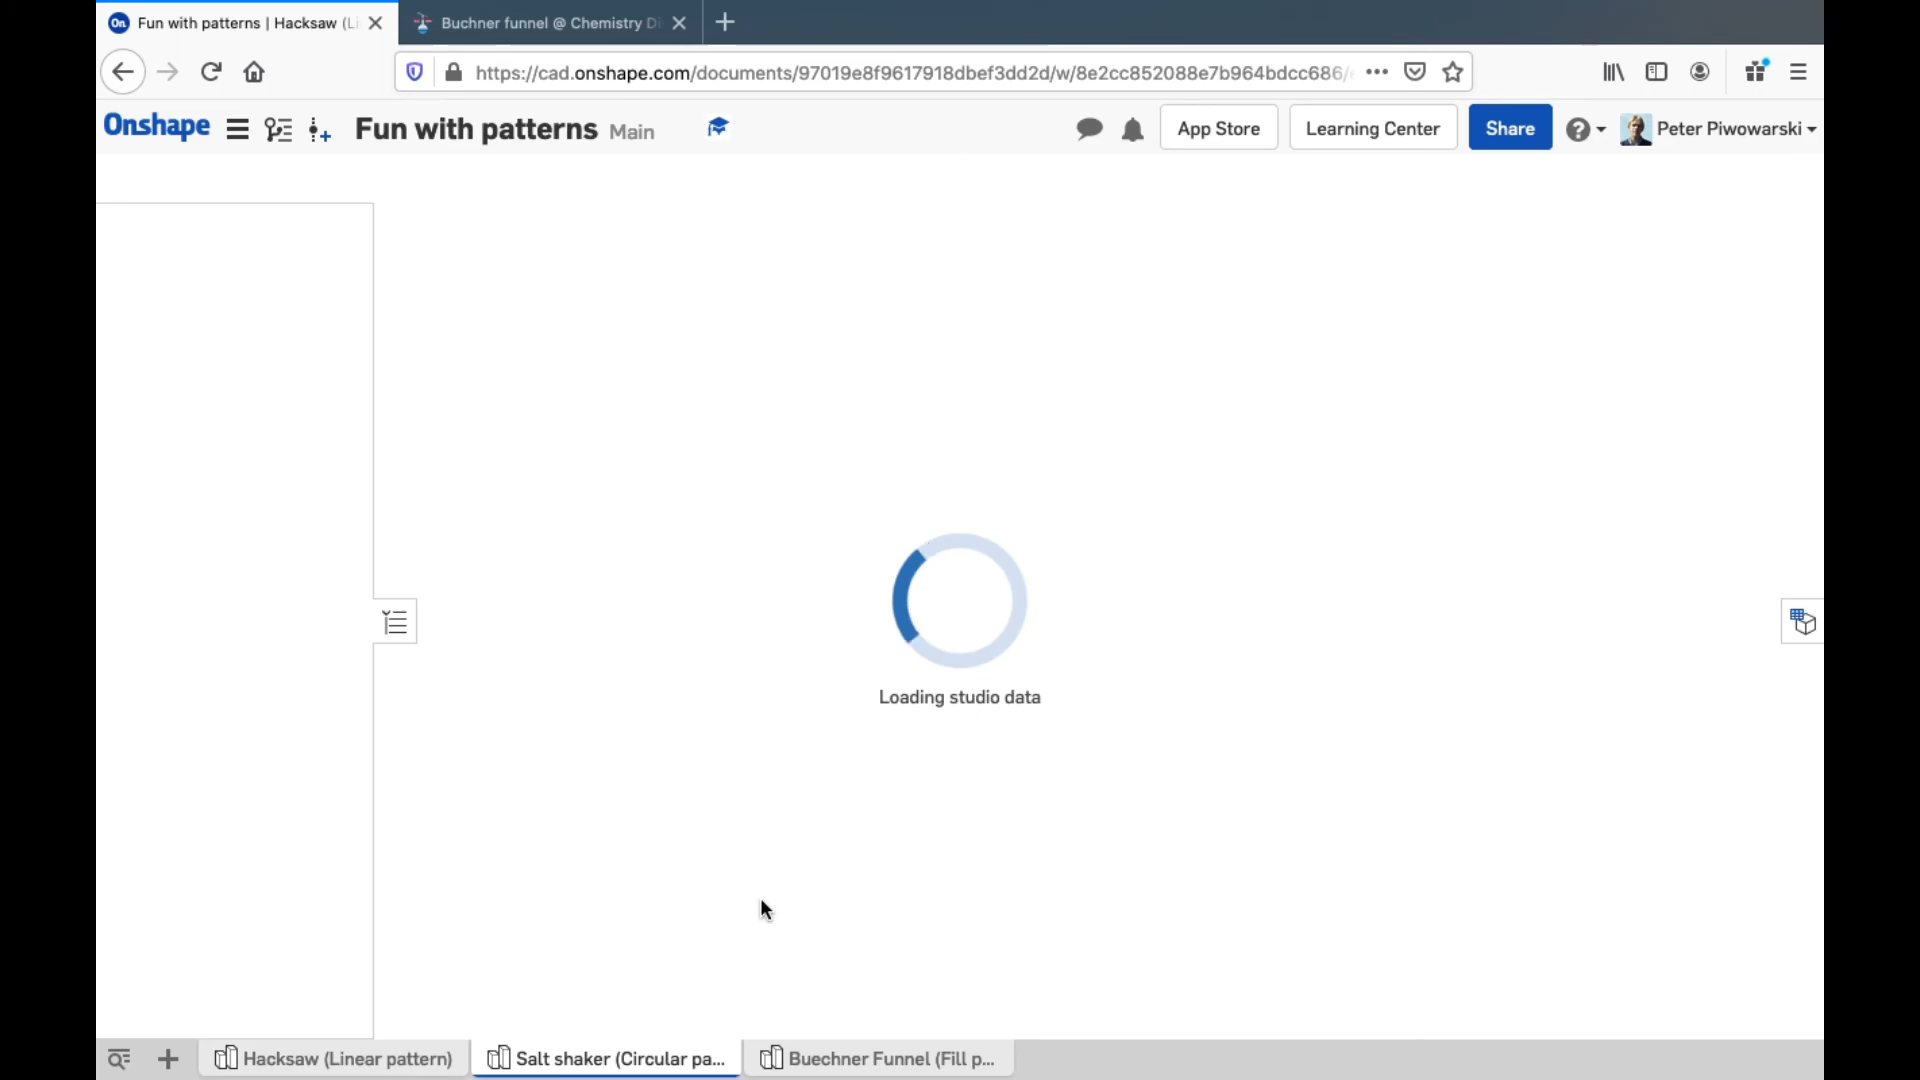 Fun with patterns | Hacksaw (Li
Buchner funnel @ Chemistry Di
https://cad.onshape.com/documents/97019e8f9617918dbef3dd2d/w/8e2cc852088e7b964bdcc686/
Onshape
Fun with patterns Main
App Store
Learning Center
Share
Peter Piwowarski
Loading studio data
Hacksaw (Linear pattern)
Salt shaker (Circular pa...
Buechner Funnel (Fill p...